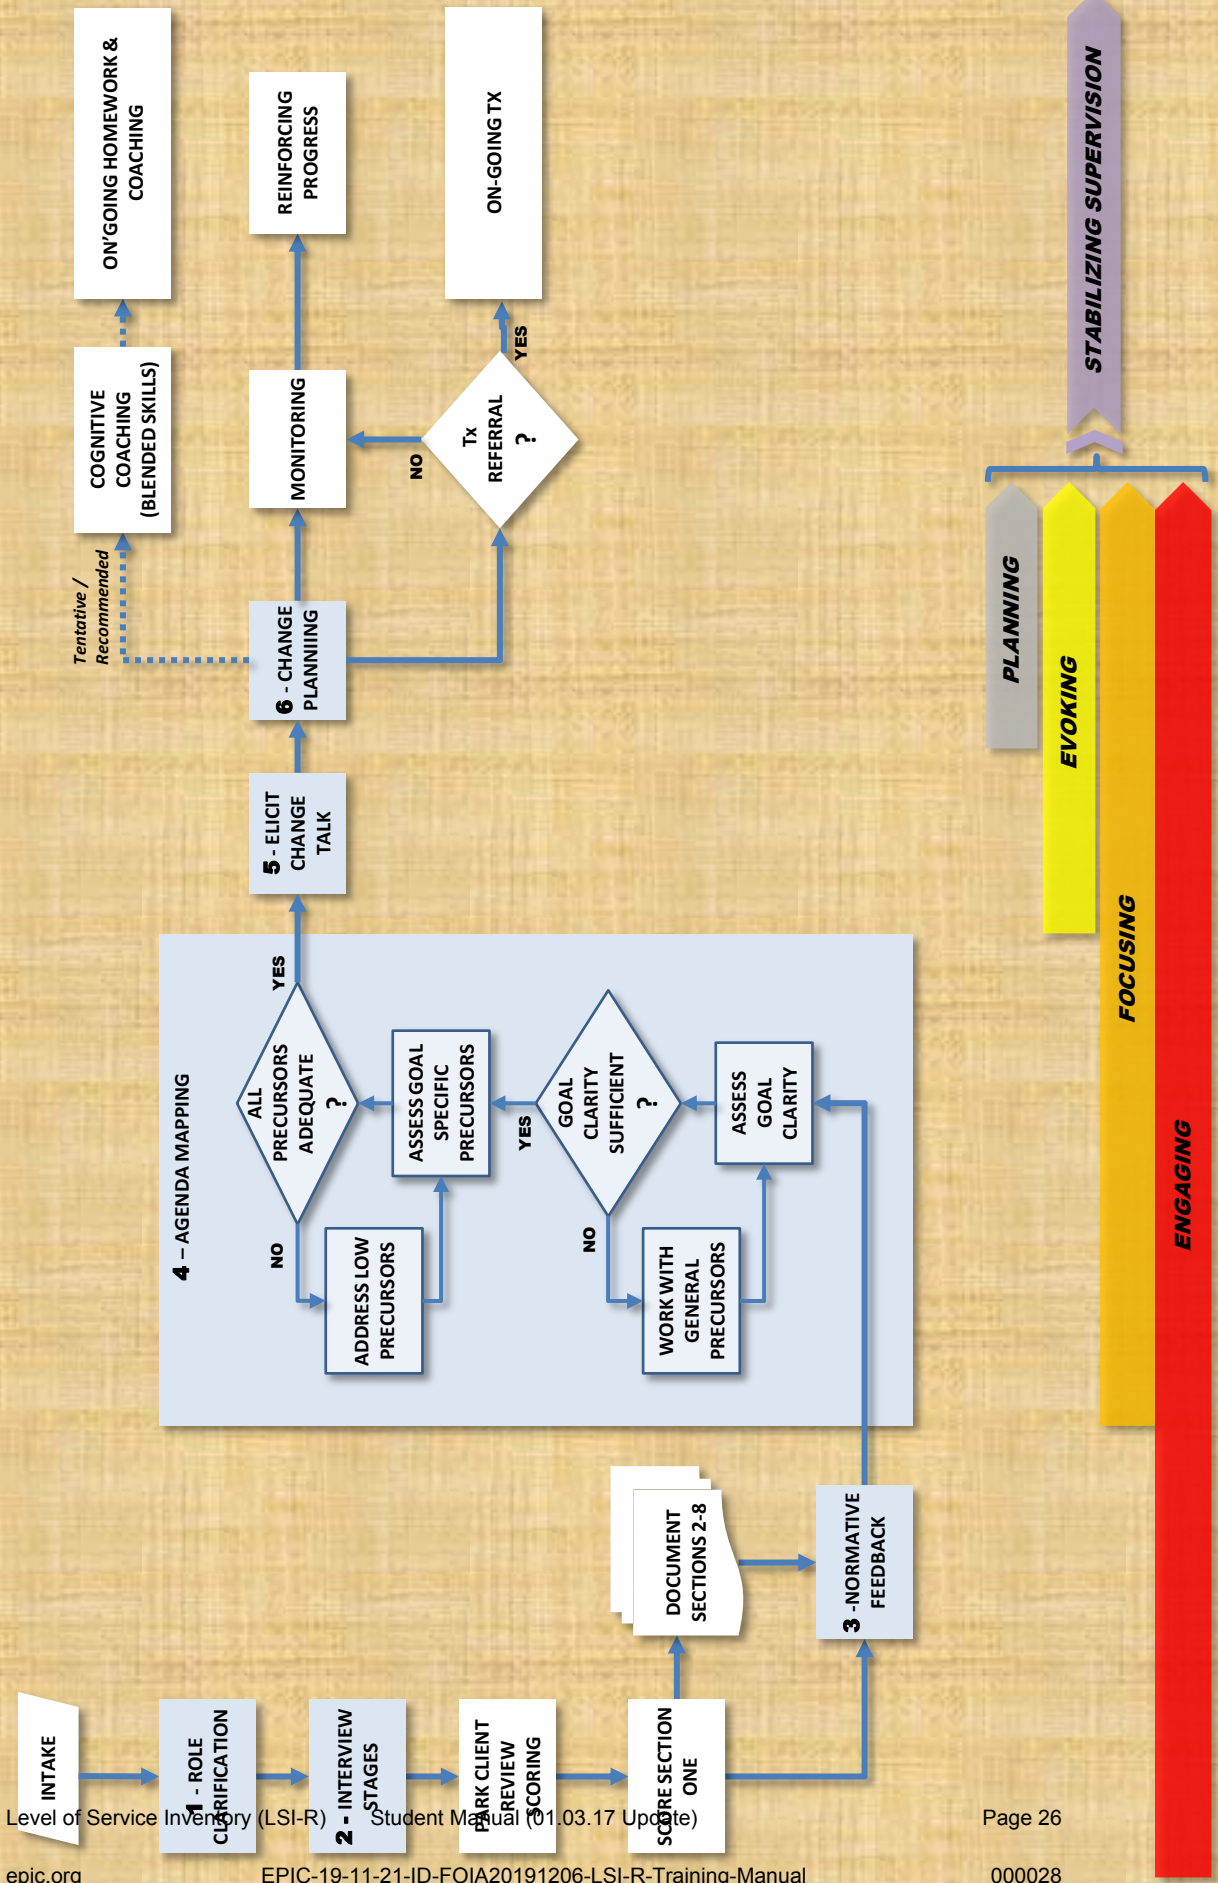 INTAKE
1 - ROLE
CLARIFICATION
2 - INTERVIEW
STAGES
PARK CLIENT
REVIEW
SCORING
SCORE SECTION
ONE
DOCUMENT
SECTIONS 2-8
3 -NORMATIVE
FEEDBACK
4 – AGENDA MAPPING
ASSESS
GOAL
CLARITY
GOAL
CLARITY
SUFFICIENT
?
NO
WORK WITH
GENERAL
PRECURSORS
YES
ASSESS GOAL
SPECIFIC
PRECURSORS
ALL
PRECURSORS
ADEQUATE
?
NO
ADDRESS LOW
PRECURSORS
YES
5 - ELICIT
CHANGE
TALK
6 - CHANGE
PLANNIING
Tentative /
Recommended
COGNITIVE
COACHING
(BLENDED SKILLS)
ON'GOING HOMEWORK &
COACHING
MONITORING
REINFORCING
PROGRESS
Tx
REFERRAL
?
NO
YES
ON-GOING TX
PLANNING
EVOKING
FOCUSING
ENGAGING
STABILIZING SUPERVISION
Level of Service Inventory (LSI-R) Student Manual (01.03.17 Update) Page 26
epic.org EPIC-19-11-21-ID-FOIA20191206-LSI-R-Training-Manual 000028